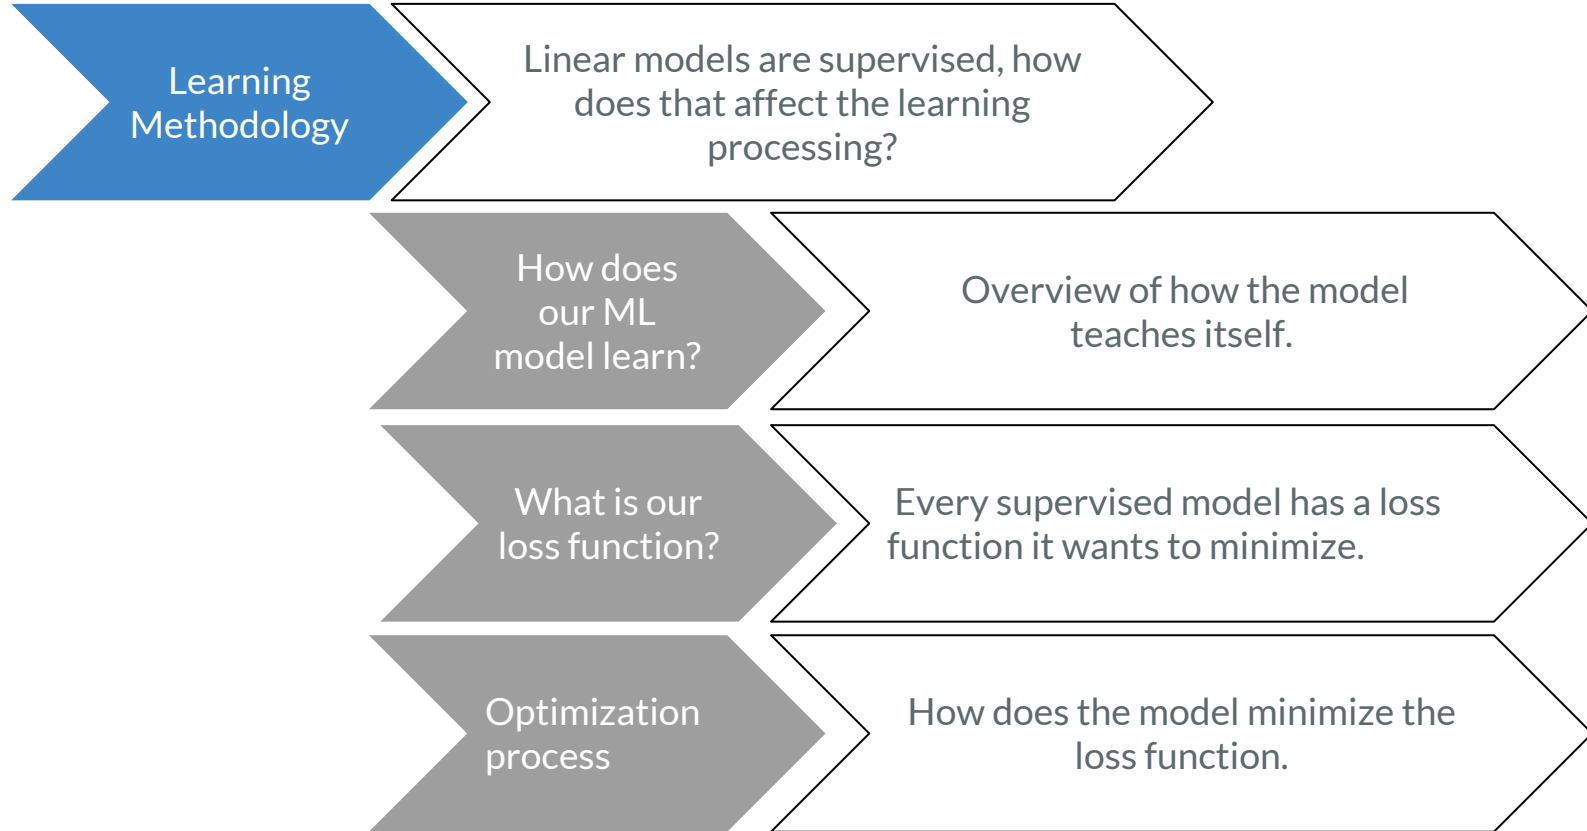 Learning
Methodology
Linear models are supervised, how
does that affect the learning
processing?
How does
our ML
model learn?
Overview of how the model
teaches itself.
What is our
loss function?
Every supervised model has a loss
function it wants to minimize.
Optimization
process
How does the model minimize the
loss function.